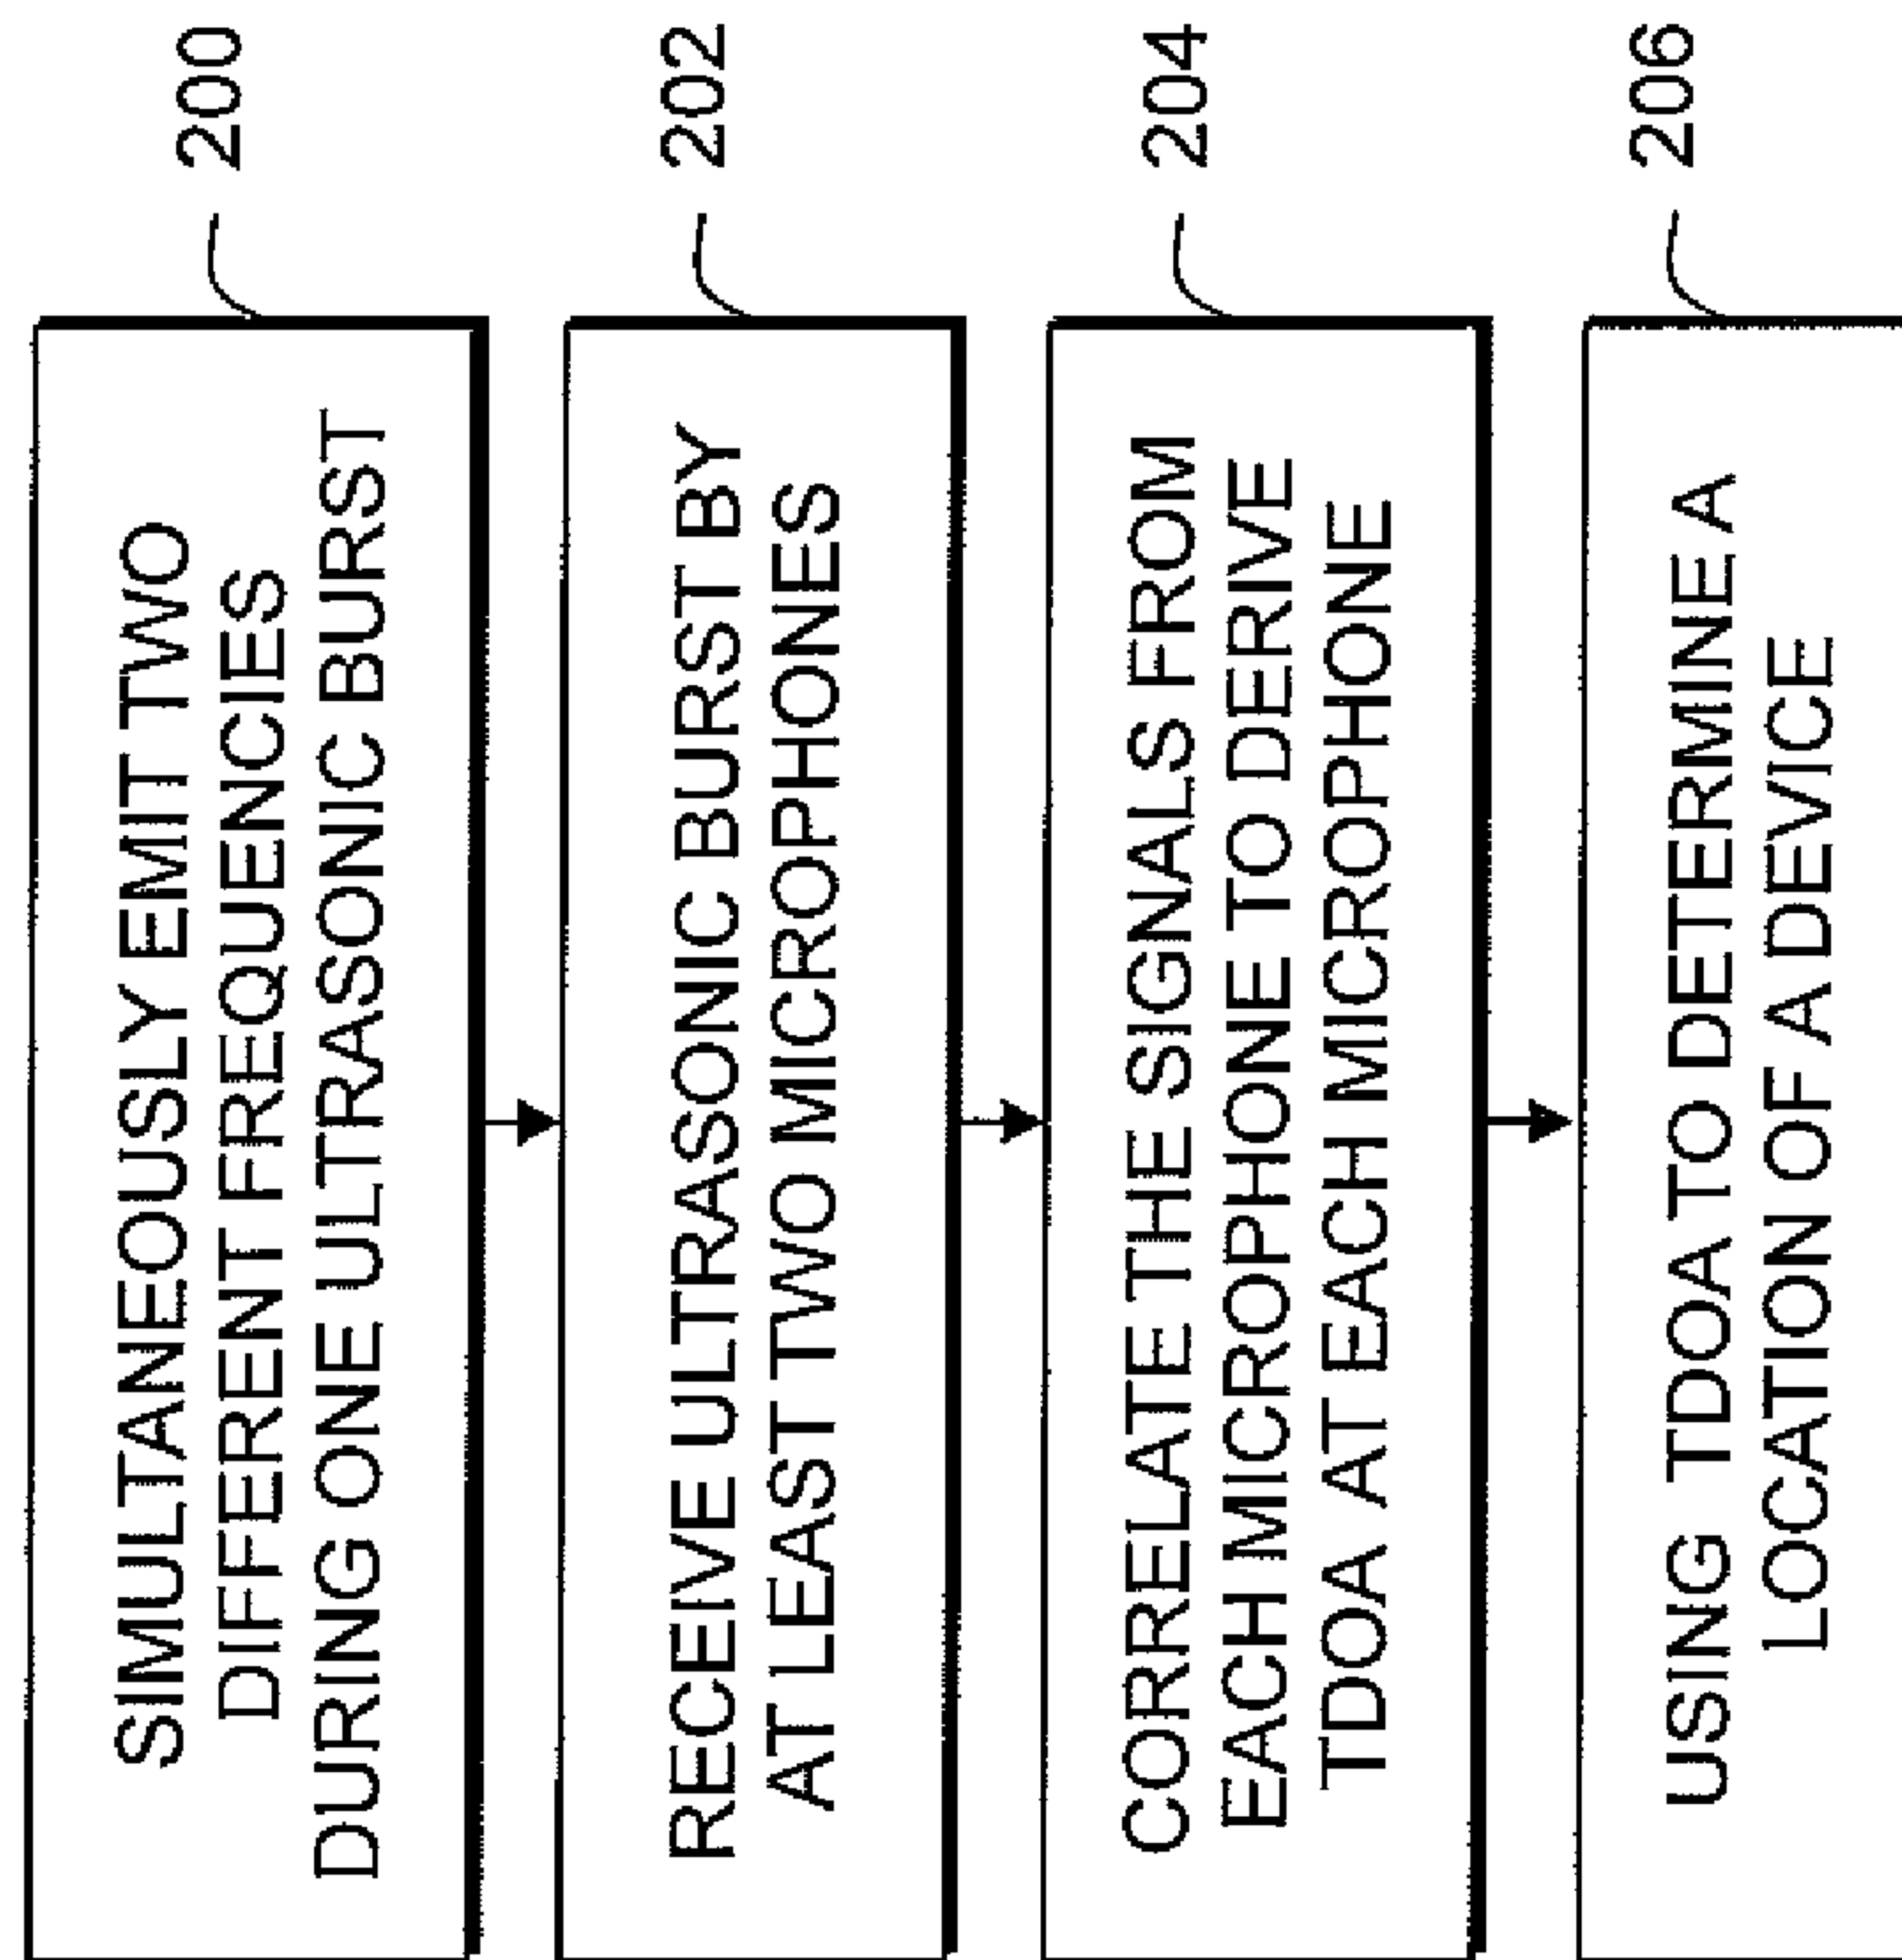 SIMULTANEOUSLY EMIT TWO
DIFFERENT FREQUENCIES
DURING ONE ULTRASONIC BURST
200
RECEIVE ULTRASONIC BURST BY
AT LEAST TWO MICROPHONES
202
CORRELATE THE SIGNALS FROM
EACH MICROPHONE TO DERIVE
TDOA AT EACH MICROPHONE
204
USING TDOA TO DETERMINE A
LOCATION OF A DEVICE
206